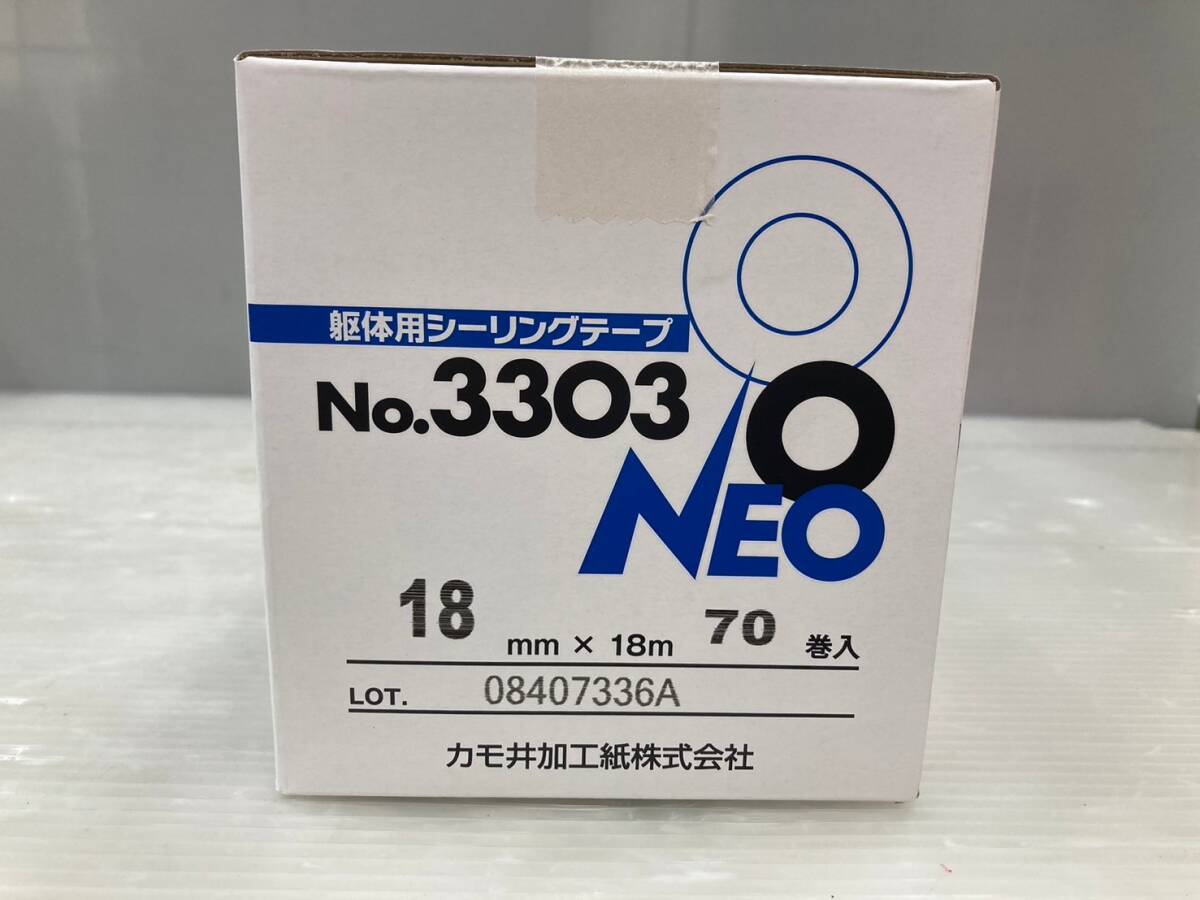 躯体用シーリングテープ
No.3303
NEO
18 mm × 18m 70 巻入
LOT. 08407336A
カモ井加工紙株式会社